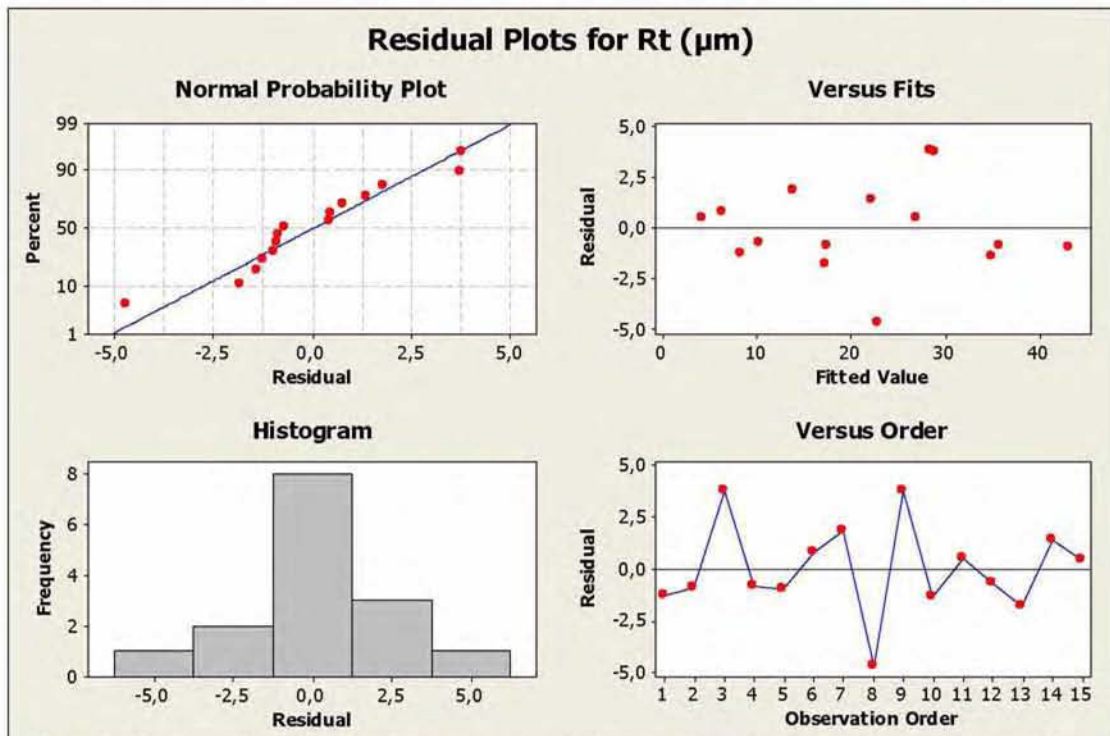 Residual Plots for Rt (μm)
Normal Probability Plot
99
90
50
10
1
Percent
-5,0 -2,5 0,0 2,5 5,0
Residual
Versus Fits
5,0
2,5
0,0
-2,5
-5,0
Residual
0 10 20 30 40
Fitted Value
Histogram
8
6
4
2
0
Frequency
-5,0 -2,5 0,0 2,5 5,0
Residual
Versus Order
5,0
2,5
0,0
-2,5
-5,0
Residual
1 2 3 4 5 6 7 8 9 10 11 12 13 14 15
Observation Order